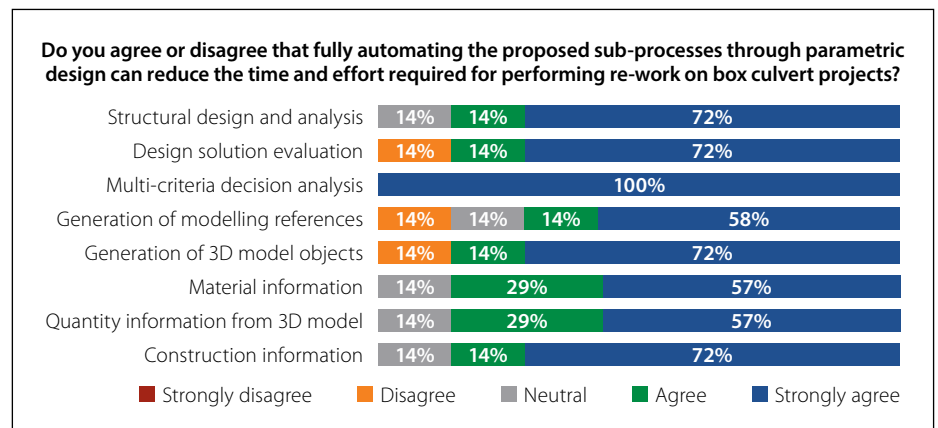 Do you agree or disagree that fully automating the proposed sub-processes through parametric
design can reduce the time and effort required for performing re-work on box culvert projects?
Structural design and analysis 14% 14% 72%
Design solution evaluation 14% 14% 72%
Multi-criteria decision analysis 100%
Generation of modelling references 14% 14% 14% 58%
Generation of 3D model objects 14% 14% 72%
Material information 14% 29% 57%
Quantity information from 3D model 14% 29% 57%
Construction information 14% 14% 72%
Strongly disagree Disagree Neutral Agree Strongly agree